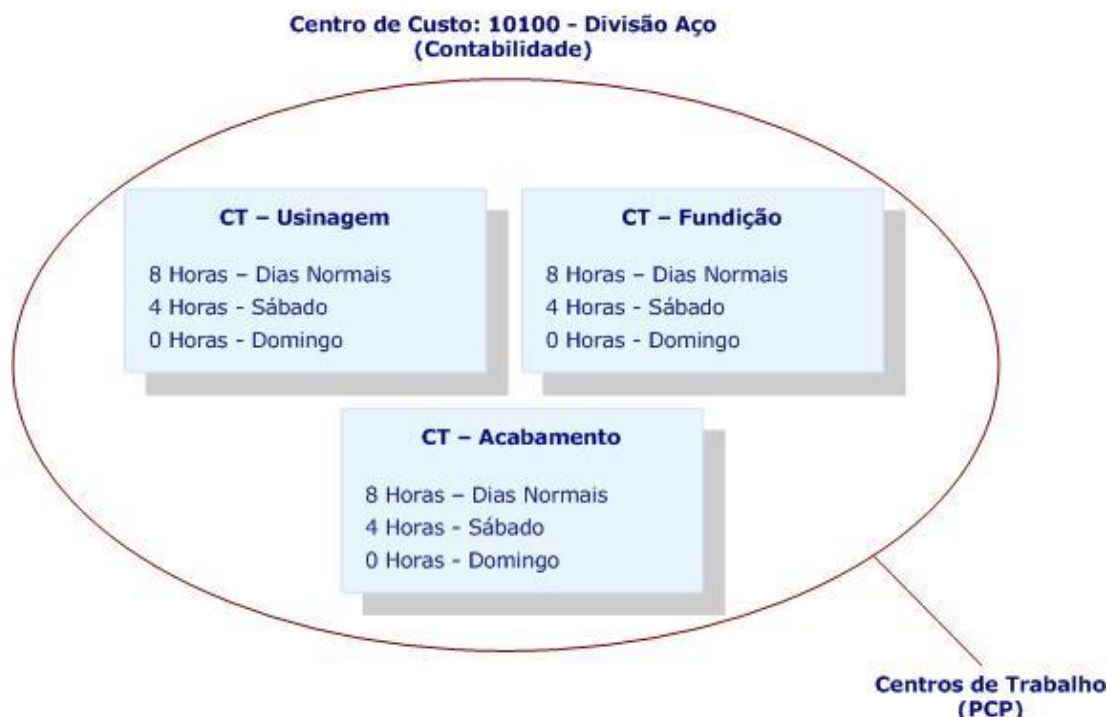 Centro de Custo: 10100 - Divisão Aço
(Contabilidade)
CT – Usinagem
8 Horas – Dias Normais
4 Horas - Sábado
0 Horas - Domingo
CT – Fundição
8 Horas – Dias Normais
4 Horas - Sábado
0 Horas - Domingo
CT – Acabamento
8 Horas – Dias Normais
4 Horas - Sábado
0 Horas - Domingo
Centros de Trabalho
(PCP)